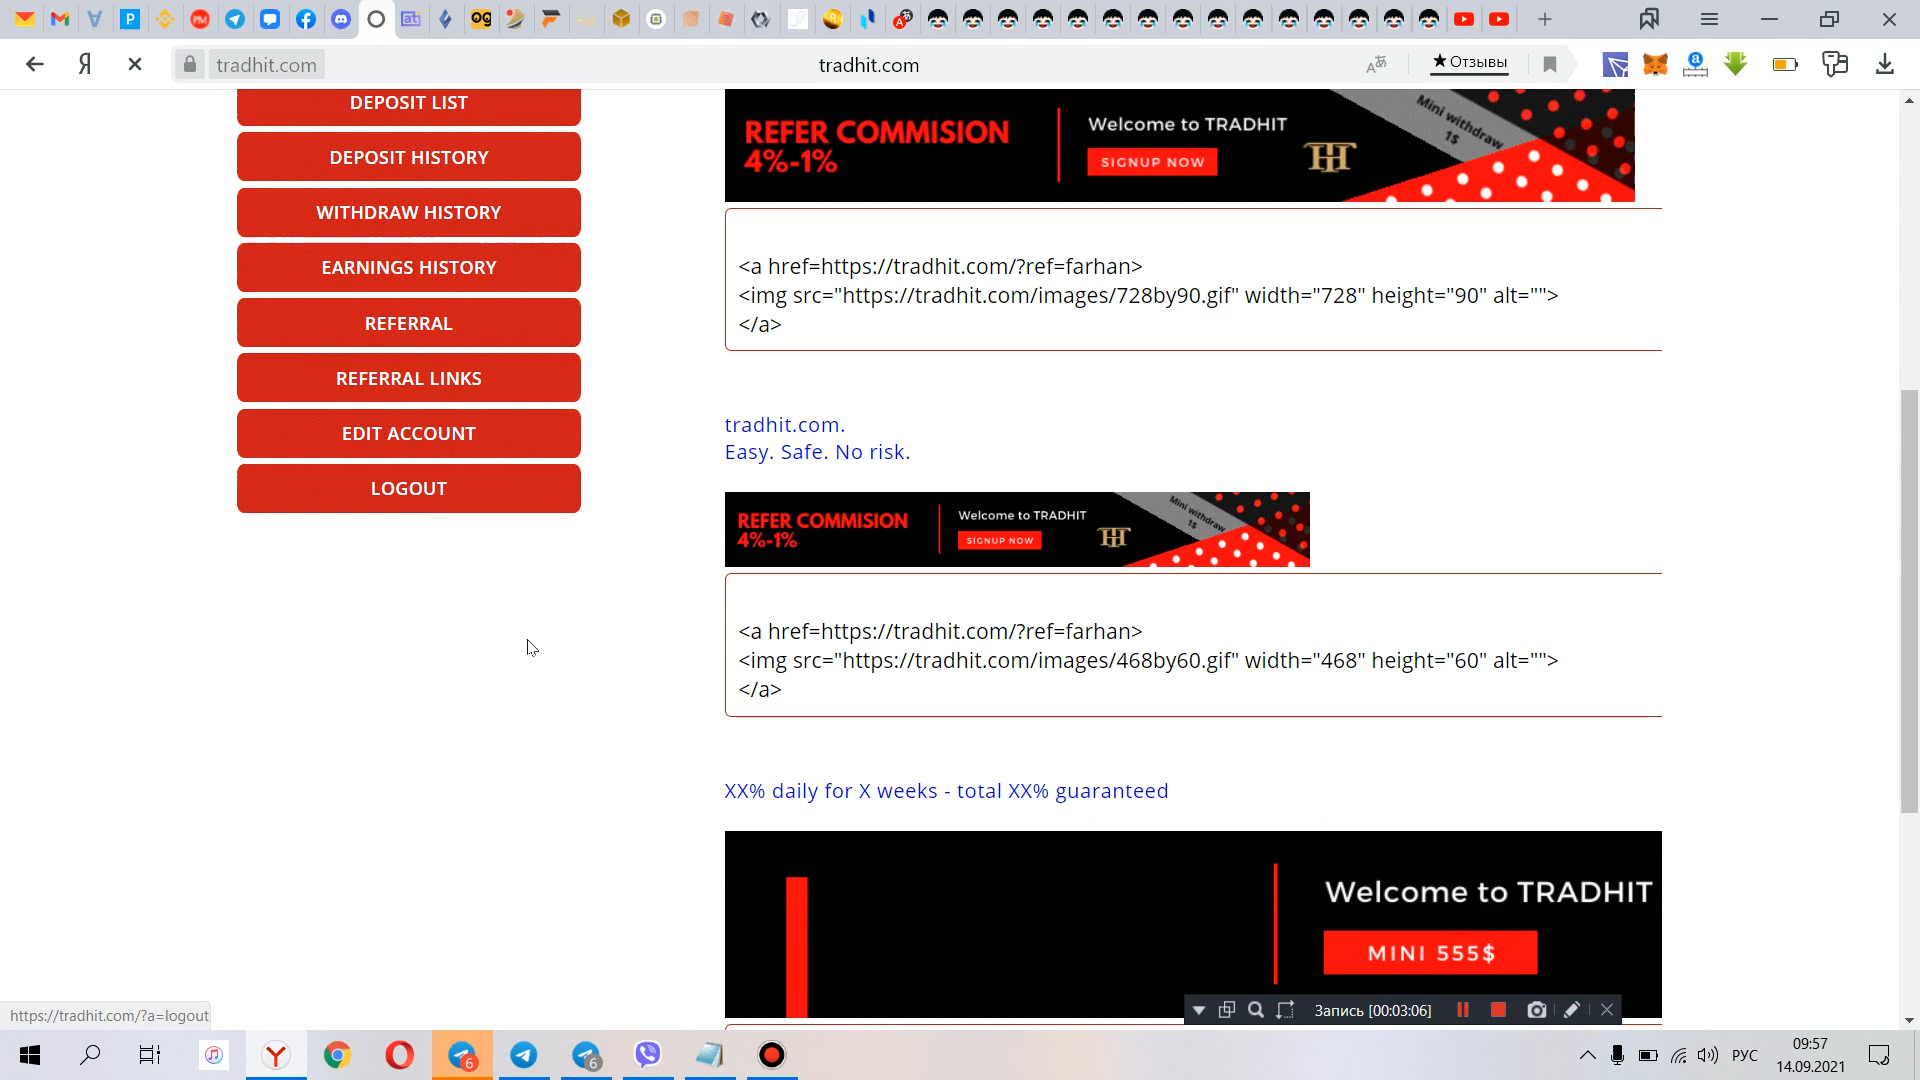 tradhit.com
tradhit.com
Отзывы
DEPOSIT LIST
DEPOSIT HISTORY
WITHDRAW HISTORY
EARNINGS HISTORY
REFERRAL
REFERRAL LINKS
EDIT ACCOUNT
LOGOUT
REFER COMMISION
4%-1%
Welcome to TRADHIT
SIGNUP NOW
Mini withdraw
1$
<a href=https://tradhit.com/?ref=farhan>
<img src="https://tradhit.com/images/728by90.gif" width="728" height="90" alt="">
</a>
tradhit.com.
Easy. Safe. No risk.
REFER COMMISION
4%-1%
Welcome to TRADHIT
SIGNUP NOW
Mini withdraw
1$
<a href=https://tradhit.com/?ref=farhan>
<img src="https://tradhit.com/images/468by60.gif" width="468" height="60" alt="">
</a>
XX% daily for X weeks - total XX% guaranteed
Welcome to TRADHIT
MINI 555$
Запись [00:03:06]
https://tradhit.com/?a=logout
6
6
РУС
09:57
14.09.2021